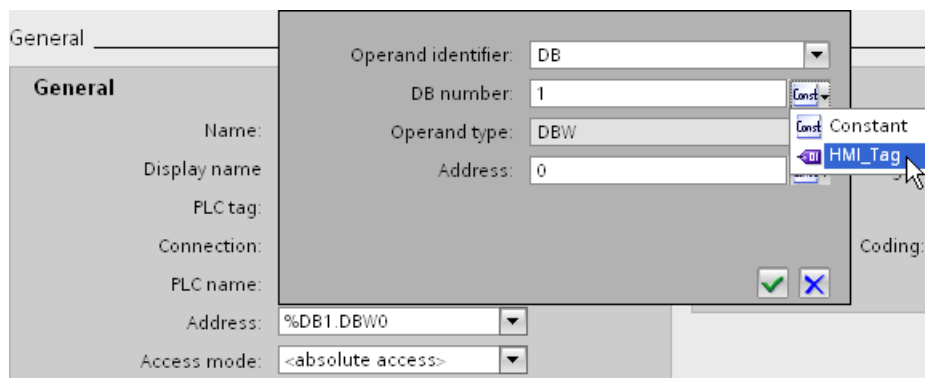 General
General
Name:
Display name
PLC tag:
Connection:
PLC name:
Address: %DB1.DBW0
Access mode: <absolute access>
Operand identifier: DB
DB number: 1 Const
Operand type: DBW
Address: 0
Const Constant
HMI_Tag
Coding: